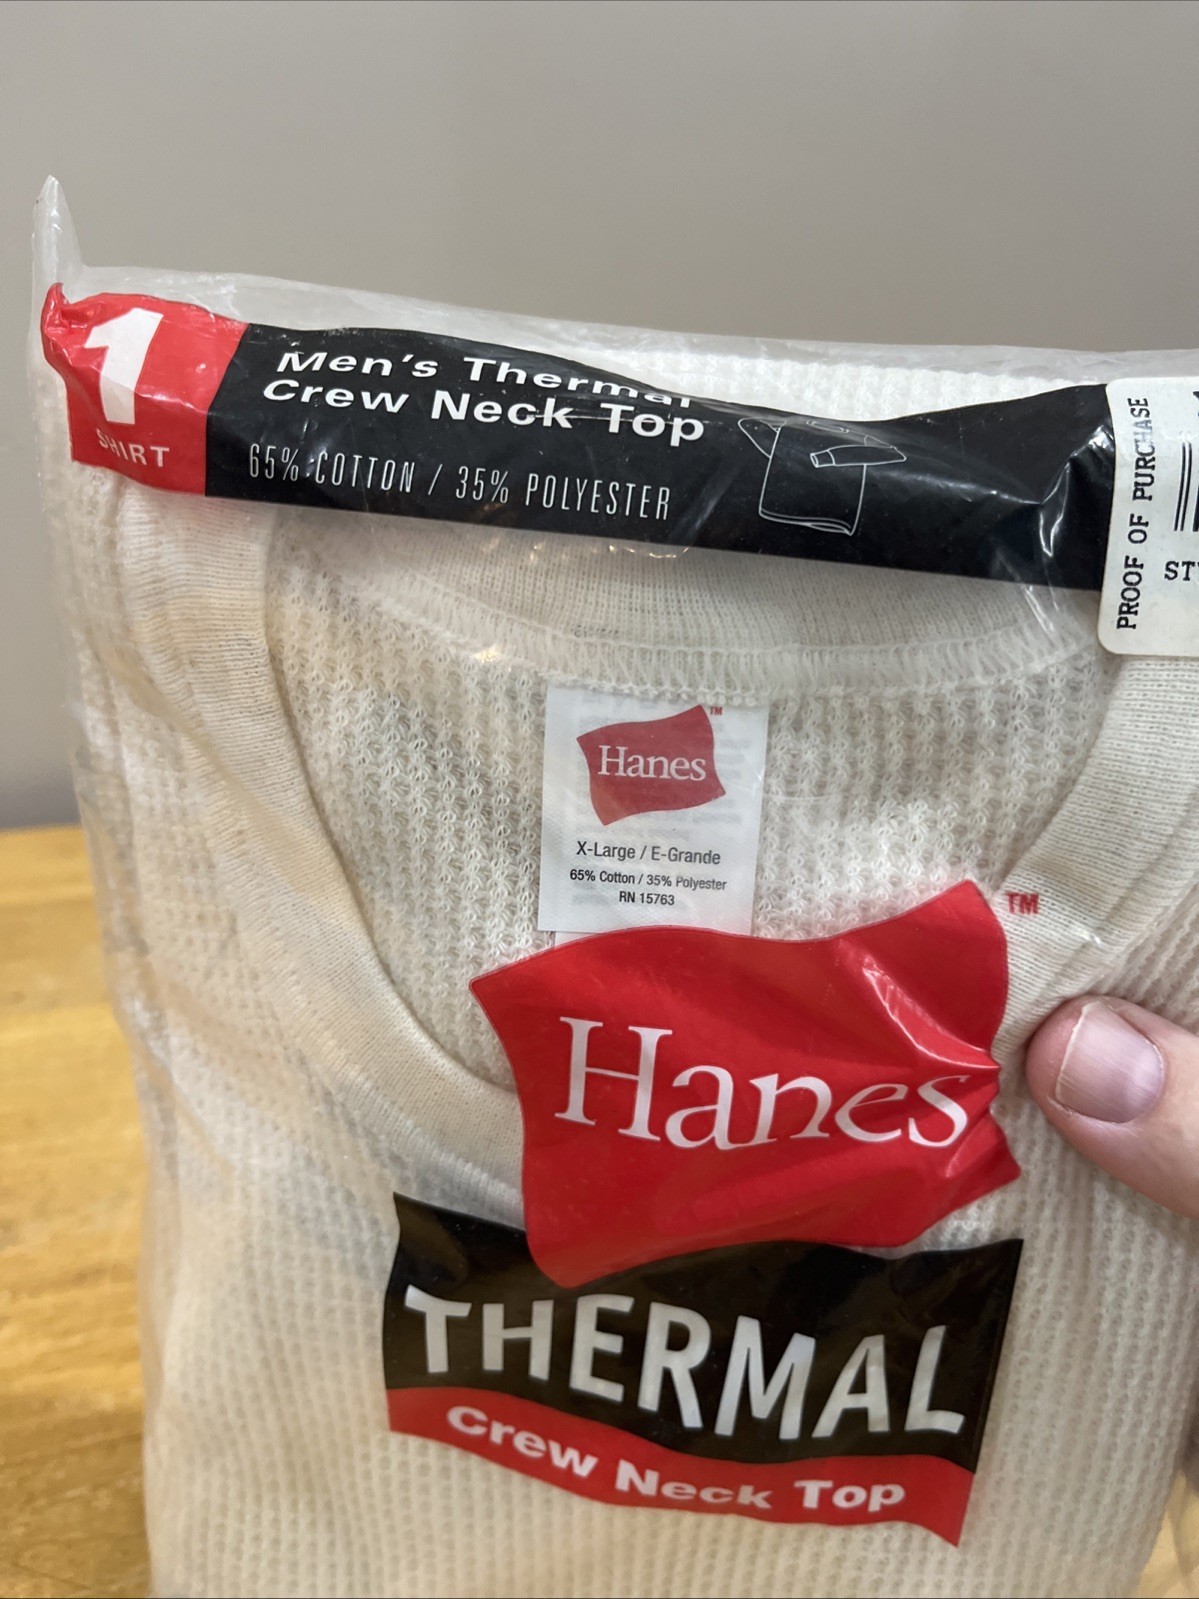 1
SHIRT
Men's Thermal
Crew Neck Top
65% COTTON / 35% POLYESTER
PROOF OF PURCHASE
Hanes
TM
X-Large / E-Grande
65% Cotton / 35% Polyester
RN 15763
Hanes
TM
THERMAL
Crew Neck Top